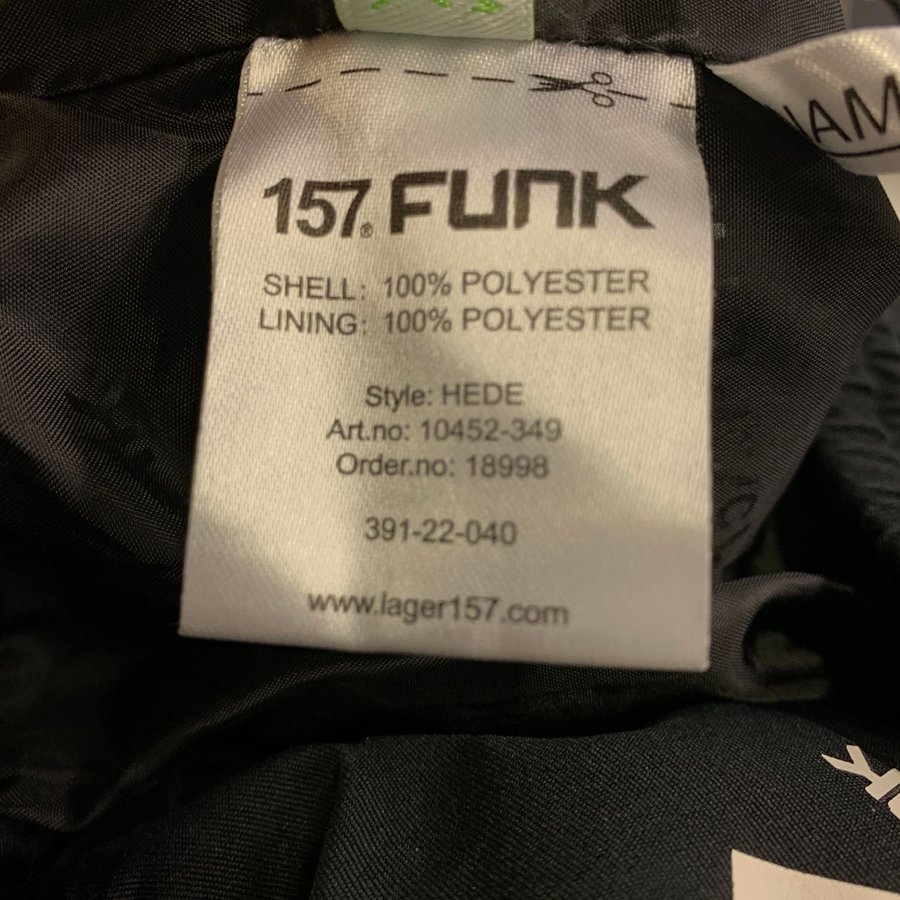 157® FUNK
SHELL: 100% POLYESTER
LINING: 100% POLYESTER
Style: HEDE
Art.no: 10452-349
Order.no: 18998
391-22-040
www.lager157.com